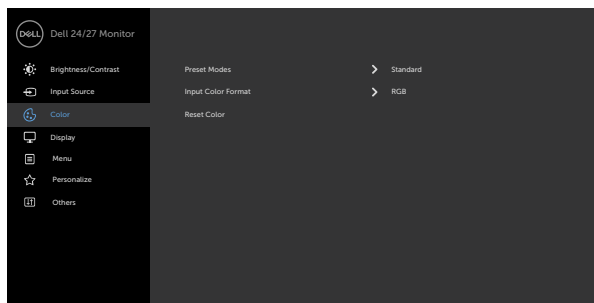 DELL Dell 24/27 Monitor
Brightness/Contrast
Input Source
Color
Display
Menu
Personalize
Others
Preset Modes Standard
Input Color Format RGB
Reset Color